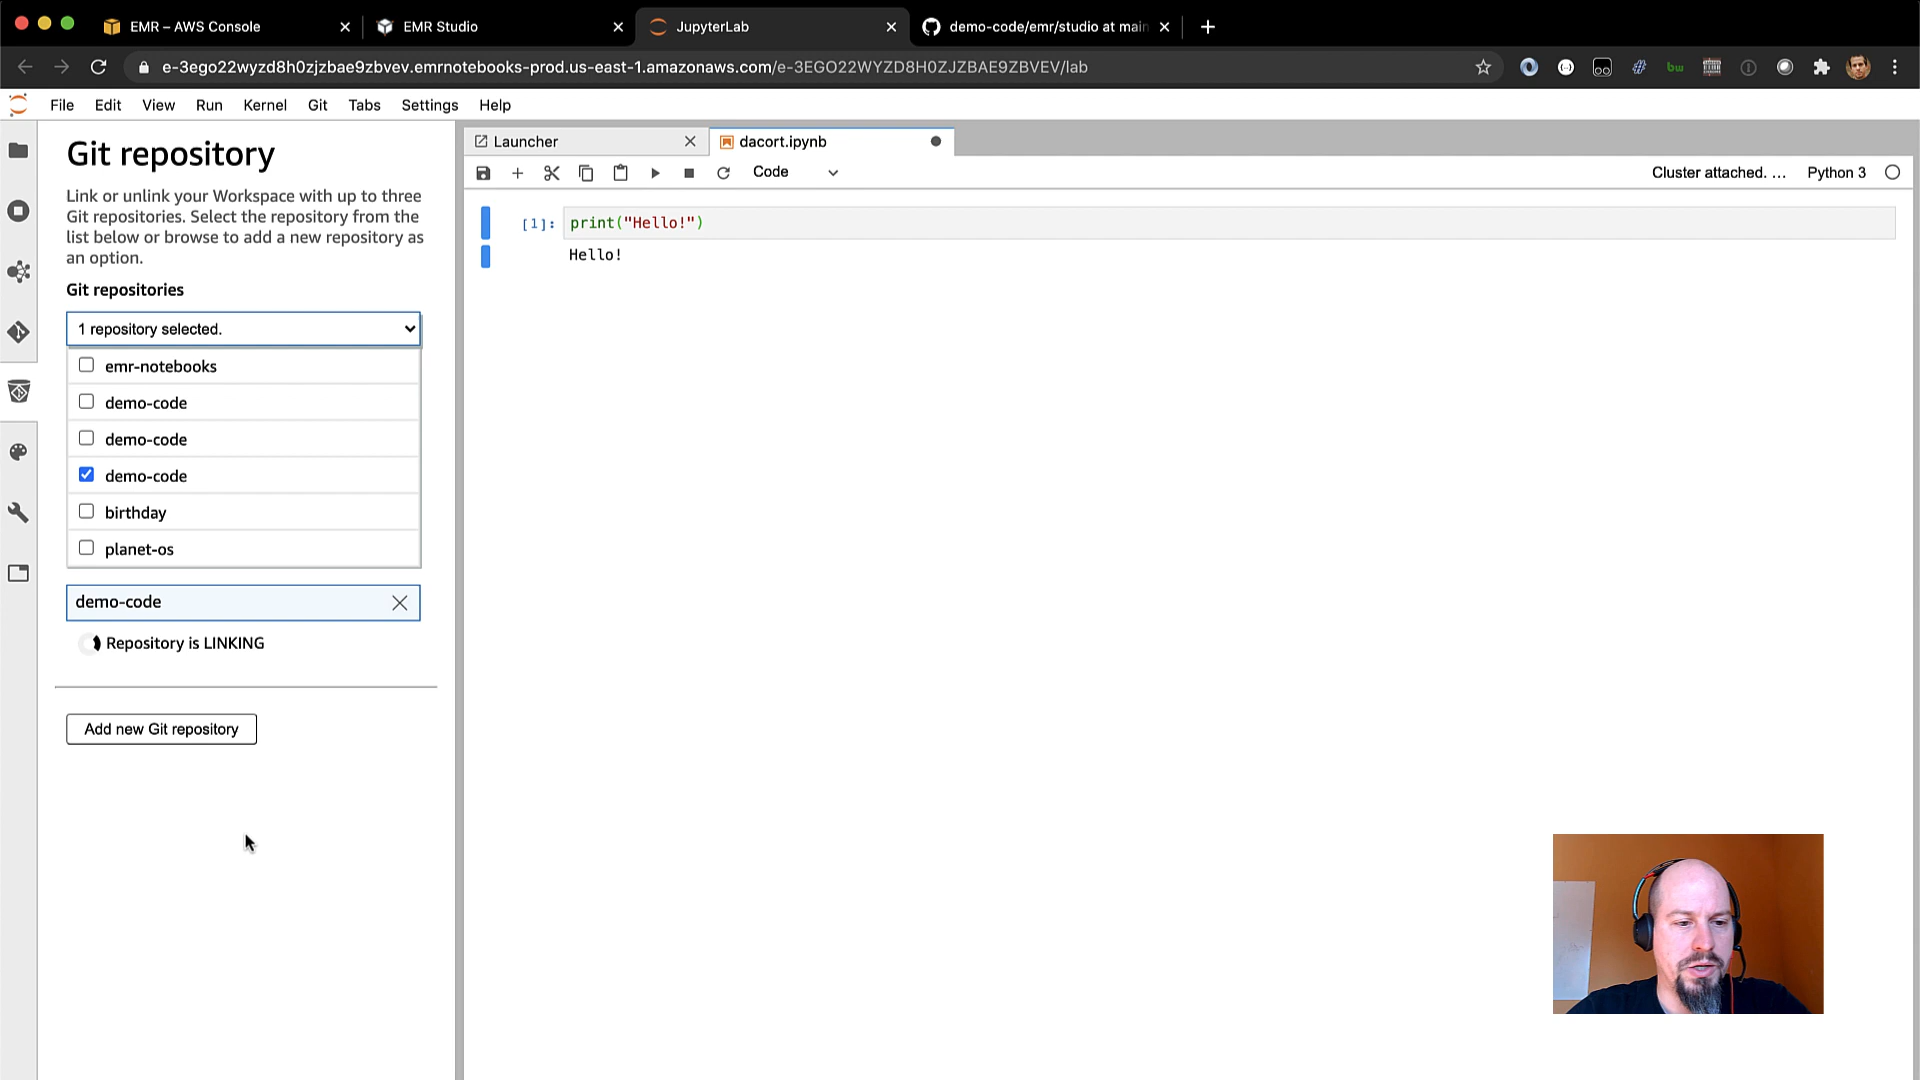 EMR – AWS Console
EMR Studio
JupyterLab
demo-code/emr/studio at main
e-3ego22wyzd8h0zjzbae9zbvev.emrnotebooks-prod.us-east-1.amazonaws.com/e-3EGO22WYZD8H0ZJZBAE9ZBVEV/lab
File Edit View Run Kernel Git Tabs Settings Help
Git repository
Link or unlink your Workspace with up to three
Git repositories. Select the repository from the
list below or browse to add a new repository as
an option.
Git repositories
1 repository selected.
emr-notebooks
demo-code
demo-code
demo-code
birthday
planet-os
demo-code
Repository is LINKING
Add new Git repository
Launcher
dacort.ipynb
Code
Cluster attached. ...
Python 3
[1]: print("Hello!")
Hello!